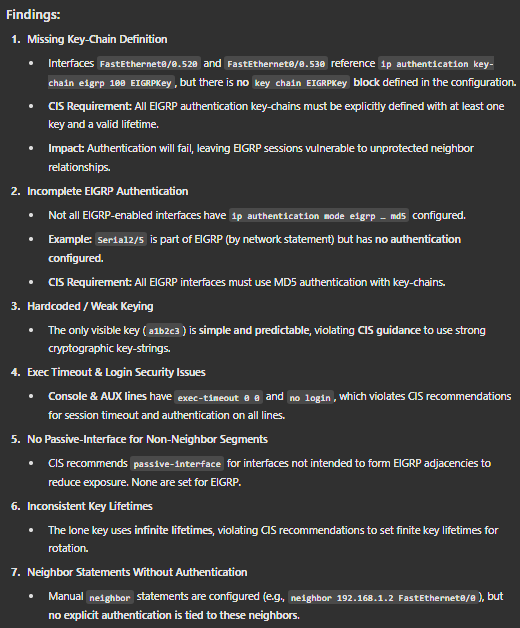 Findings:
1. Missing Key-Chain Definition
• Interfaces FastEthernet0/0.520 and FastEthernet0/0.530 reference ip authentication key-
chain eigrp 100 EIGRPKey, but there is no key chain EIGRPKey block defined in the configuration.
• CIS Requirement: All EIGRP authentication key-chains must be explicitly defined with at least one
key and a valid lifetime.
• Impact: Authentication will fail, leaving EIGRP sessions vulnerable to unprotected neighbor
relationships.
2. Incomplete EIGRP Authentication
• Not all EIGRP-enabled interfaces have ip authentication mode eigrp … md5 configured.
• Example: Serial2/5 is part of EIGRP (by network statement) but has no authentication
configured.
• CIS Requirement: All EIGRP interfaces must use MD5 authentication with key-chains.
3. Hardcoded / Weak Keying
• The only visible key (a1b2c3) is simple and predictable, violating CIS guidance to use strong
cryptographic key-strings.
4. Exec Timeout & Login Security Issues
• Console & AUX lines have exec-timeout 0 0 and no login, which violates CIS recommendations
for session timeout and authentication on all lines.
5. No Passive-Interface for Non-Neighbor Segments
• CIS recommends passive-interface for interfaces not intended to form EIGRP adjacencies to
reduce exposure. None are set for EIGRP.
6. Inconsistent Key Lifetimes
• The lone key uses infinite lifetimes, violating CIS recommendations to set finite key lifetimes for
rotation.
7. Neighbor Statements Without Authentication
• Manual neighbor statements are configured (e.g., neighbor 192.168.1.2 FastEthernet0/0), but
no explicit authentication is tied to these neighbors.